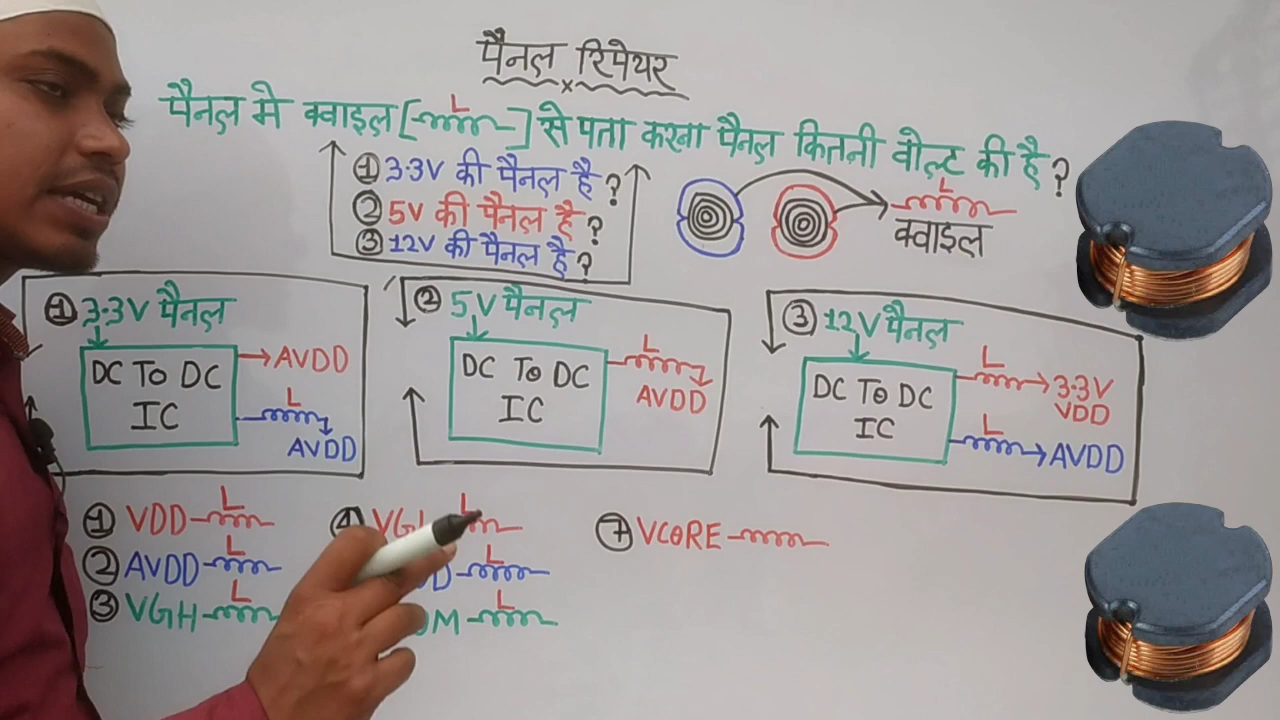 पैनल रिपेयर
पैनल मे क्वाइल [ L ] से पता करना पैनल कितनी वोल्ट की है ?
① 3.3V की पैनल है ?
② 5V की पैनल है ?
③ 12V की पैनल है ?
L
क्वाइल
① 3.3V पैनल
DC To DC
IC
AVDD
L
AVDD
② 5V पैनल
DC To DC
IC
L
AVDD
③ 12V पैनल
DC To DC
IC
L
3.3V
VDD
L
AVDD
① VDD L
② AVDD L
③ VGH L
④ L
L
L
⑦ VCORE